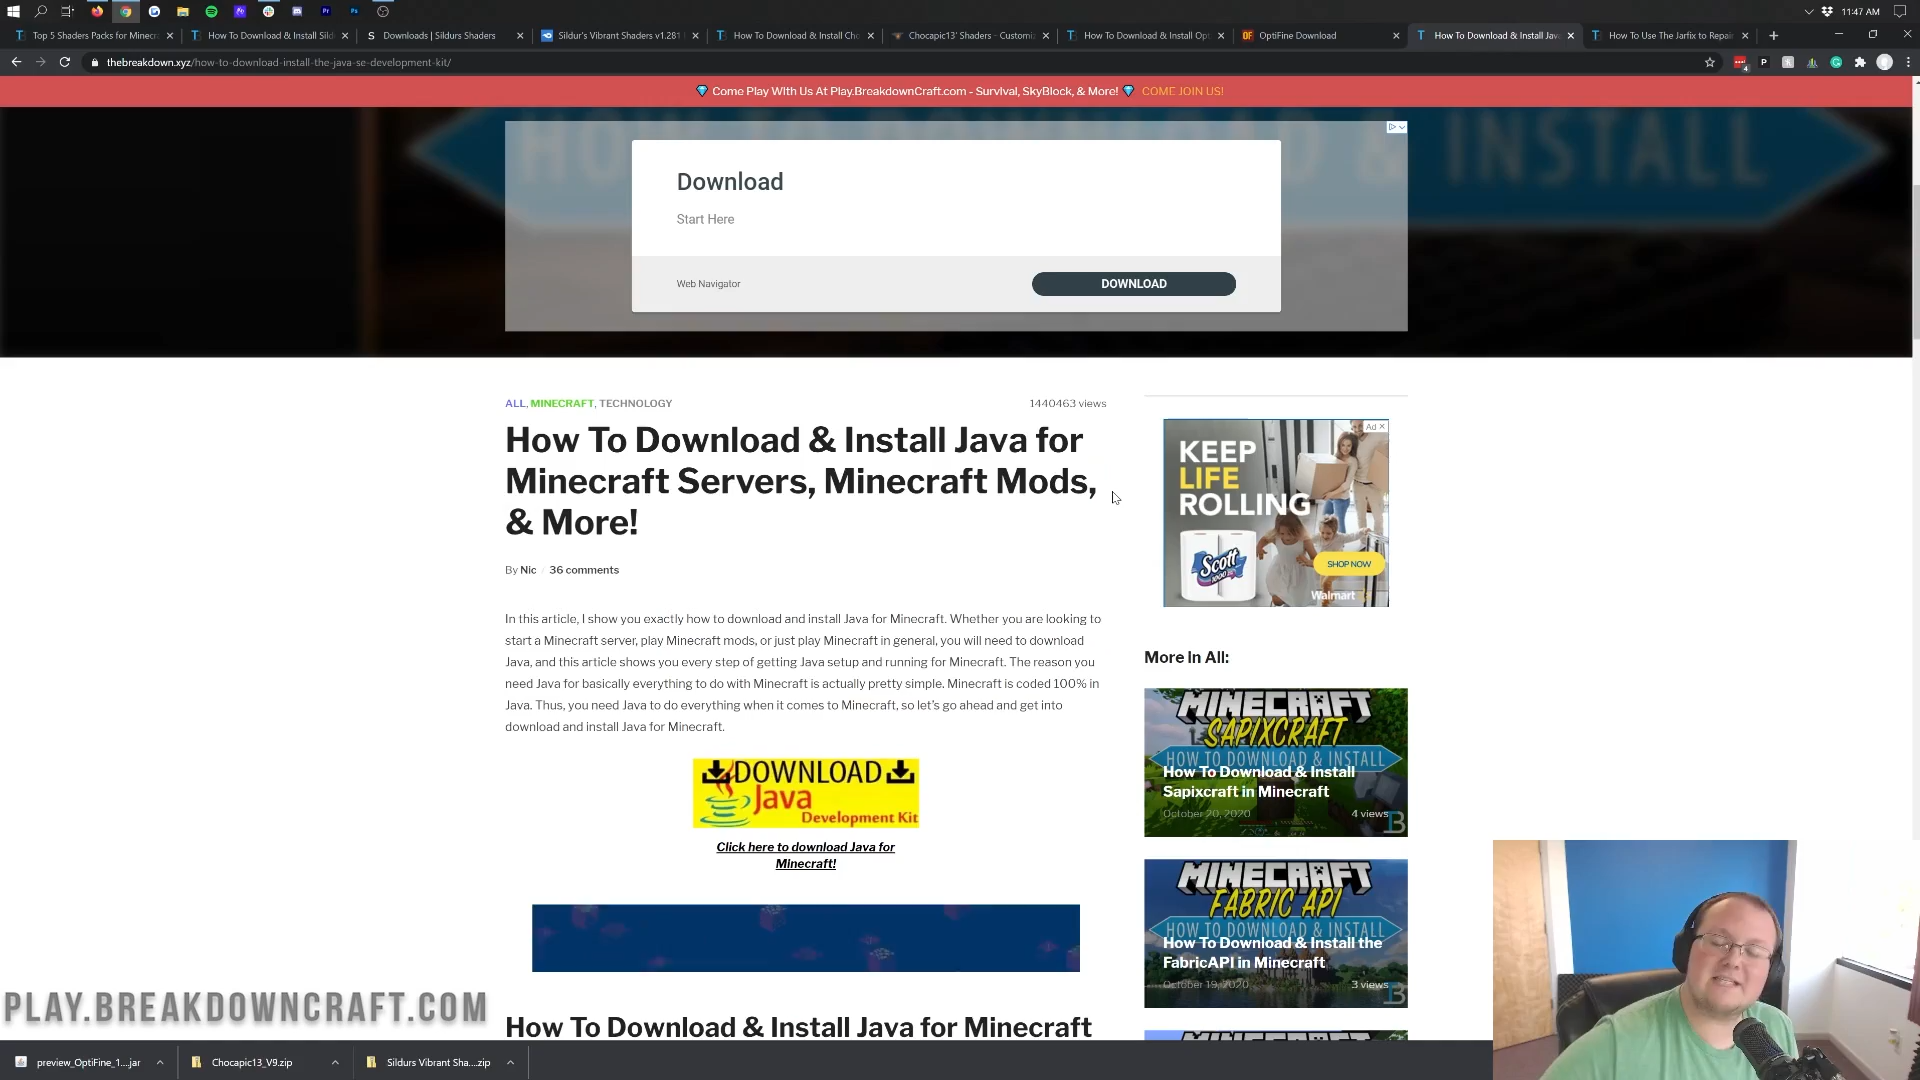 11:47 AM
Top 5 Shaders Packs for Minecr
How To Download & Install Sild
Downloads | Sildurs Shaders
Sildur's Vibrant Shaders v1.281
How To Download & Install Cho
Chocapic13' Shaders - Customiz
How To Download & Install Opt
OptiFine Download
How To Download & Install Java
How To Use The Jarfix to Repair
thebreakdown.xyz/how-to-download-install-the-java-se-development-kit/
Come Play With Us At Play.BreakdownCraft.com - Survival, SkyBlock, & More! COME JOIN US!
HOW TO DOWNLOAD & INSTALL
Download
Start Here
Web Navigator
DOWNLOAD
ALL, MINECRAFT, TECHNOLOGY
1440463 views
How To Download & Install Java for
Minecraft Servers, Minecraft Mods,
& More!
By Nic / 36 comments
In this article, I show you exactly how to download and install Java for Minecraft. Whether you are looking to
start a Minecraft server, play Minecraft mods, or just play Minecraft in general, you will need to download
Java, and this article shows you every step of getting Java setup and running for Minecraft. The reason you
need Java for basically everything to do with Minecraft is actually pretty simple. Minecraft is coded 100% in
Java. Thus, you need Java to do everything when it comes to Minecraft, so let's go ahead and get into
download and install Java for Minecraft.
DOWNLOAD
Java
Development Kit
Click here to download Java for
Minecraft!
How To Download & Install Java for Minecraft
Ad
KEEP
LIFE
ROLLING
Scott
1000
SHOP NOW
Walmart
More In All:
MINECRAFT
SAPIXCRAFT
HOW TO DOWNLOAD & INSTALL
How To Download & Install
Sapixcraft in Minecraft
October 20, 2020
4 views
MINECRAFT
FABRIC API
HOW TO DOWNLOAD & INSTALL
How To Download & Install the
FabricAPI in Minecraft
October 19, 2020
3 views
PLAY.BREAKDOWNCRAFT.COM
preview_OptiFine_1....jar
Chocapic13_V9.zip
Sildurs Vibrant Sha....zip